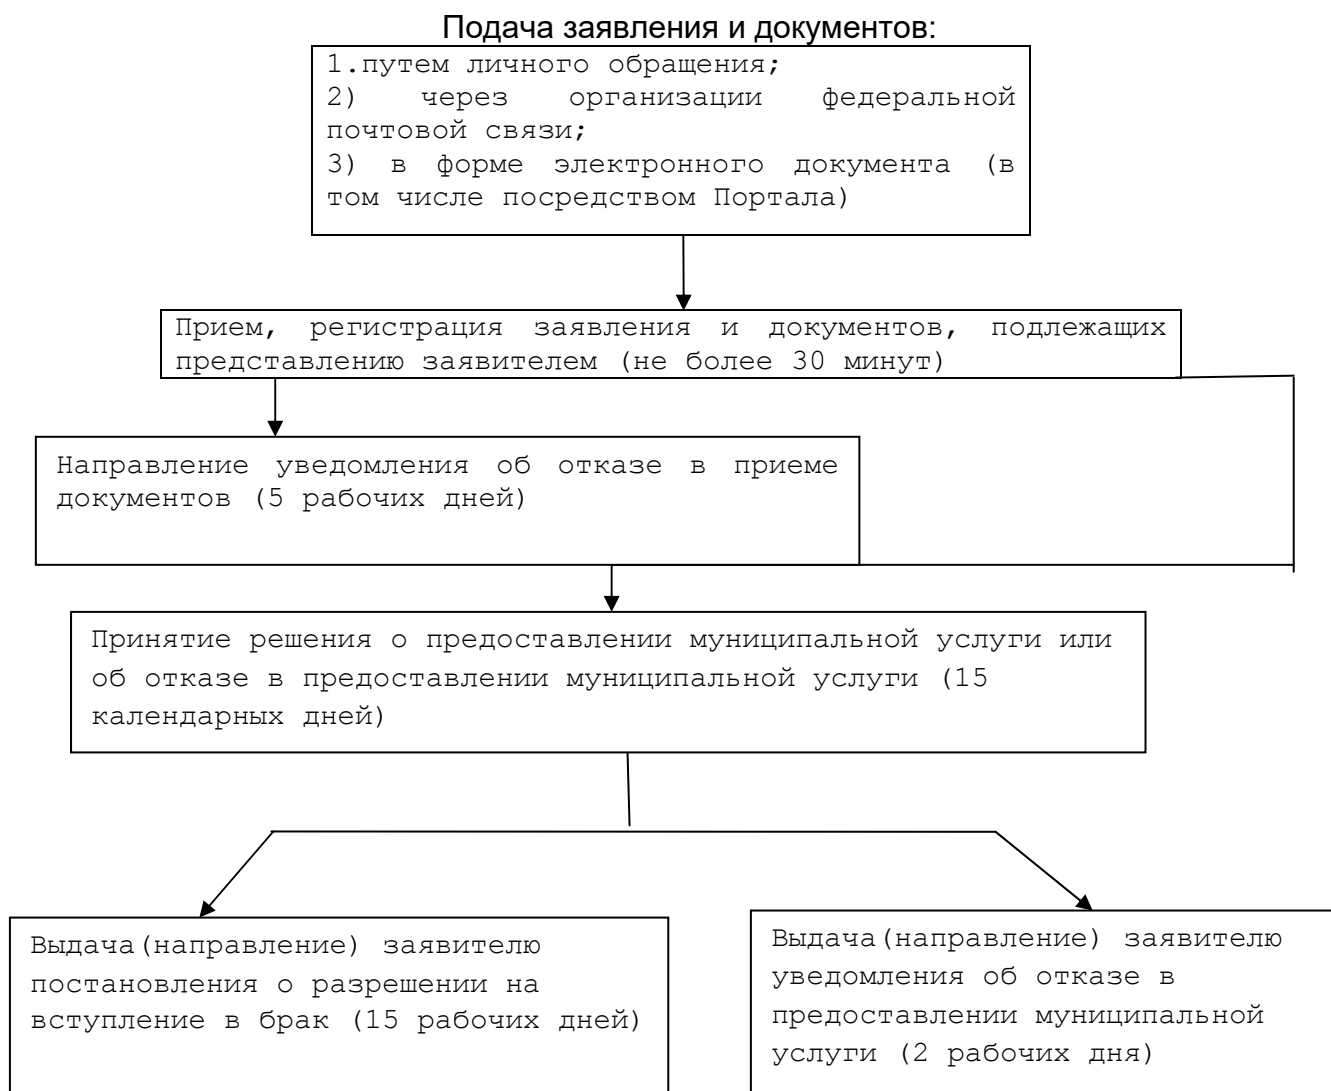 Подача заявления и документов:
1.путем личного обращения;
2) через организации федеральной
почтовой связи;
3) в форме электронного документа (в
том числе посредством Портала)
Прием, регистрация заявления и документов, подлежащих
представлению заявителем (не более 30 минут)
Направление уведомления об отказе в приеме
документов (5 рабочих дней)
Принятие решения о предоставлении муниципальной услуги или
об отказе в предоставлении муниципальной услуги (15
календарных дней)
Выдача(направление) заявителю
постановления о разрешении на
вступление в брак (15 рабочих дней)
Выдача(направление) заявителю
уведомления об отказе в
предоставлении муниципальной
услуги (2 рабочих дня)